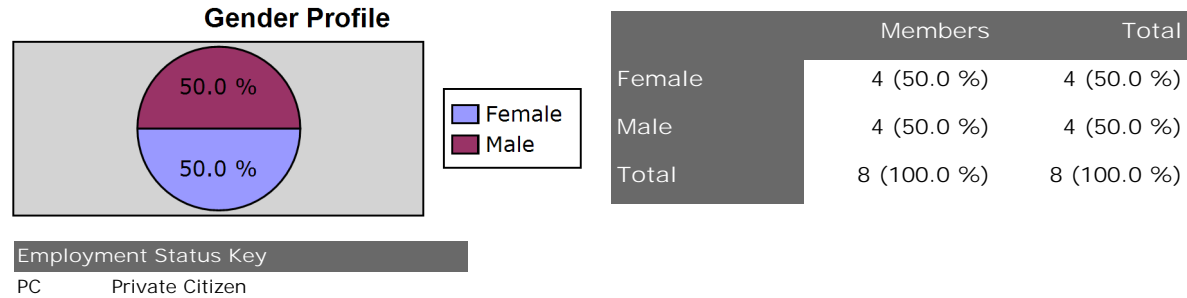 Gender Profile
50.0 %
50.0 %
Female
Male
Members Total
Female 4 (50.0 %) 4 (50.0 %)
Male 4 (50.0 %) 4 (50.0 %)
Total 8 (100.0 %) 8 (100.0 %)
Employment Status Key
PC Private Citizen